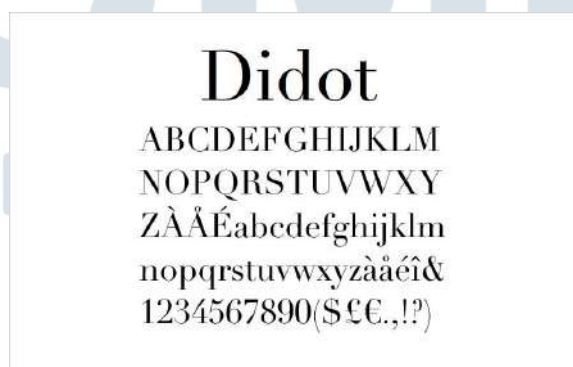 Didot
ABCDEFGHIJKLM
NOPQRSTUVWXY
ZÀÅÉabcdefghijklm
nopqrstuvwxyzàåéî&
1234567890($£€.,!?)